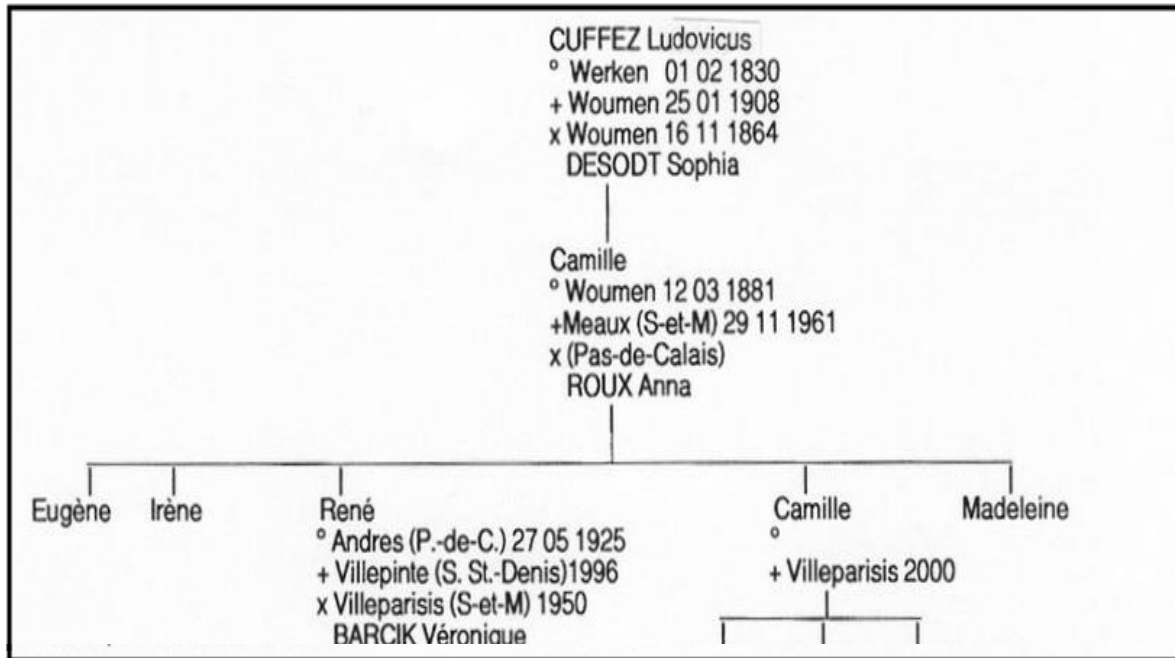 CUFFEZ Ludovicus
° Werken 01 02 1830
+ Woumen 25 01 1908
x Woumen 16 11 1864
DESODT Sophia
Camille
° Woumen 12 03 1881
+Meaux (S-et-M) 29 11 1961
x (Pas-de-Calais)
ROUX Anna
Eugène Irène René Camille Madeleine
° Andres (P.-de-C.) 27 05 1925 °
+ Villepinte (S. St.-Denis)1996 + Villeparisis 2000
x Villeparisis (S-et-M) 1950
BARCIK Véronique